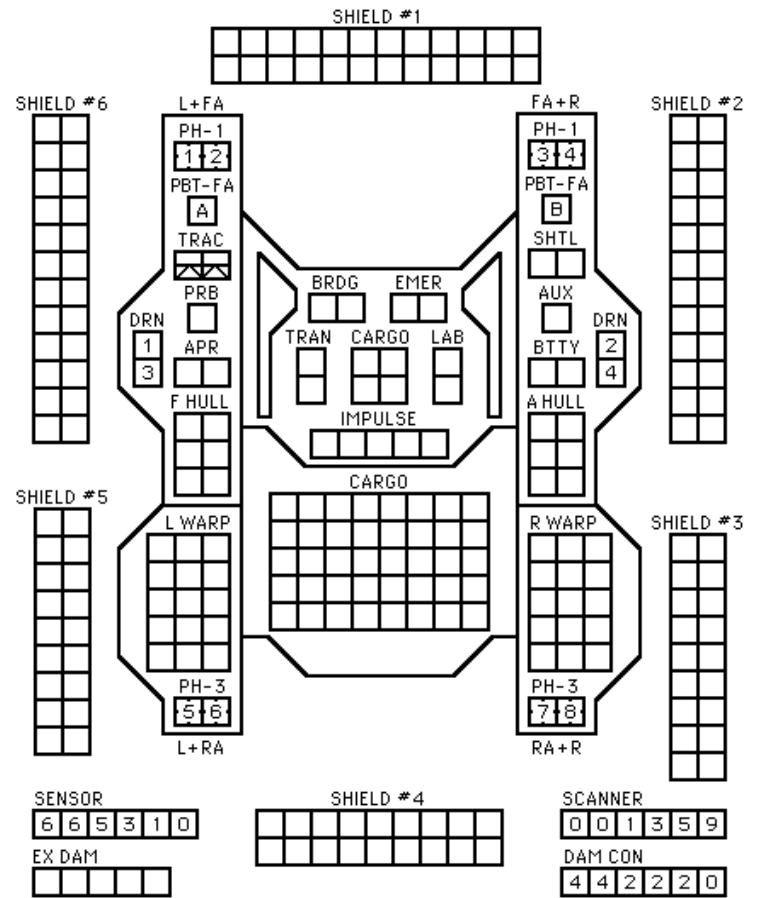 SHIELD #1
SHIELD #6 L+FA FA+R SHIELD #2
PH-1 PH-1
1 2 3 4
PBT-FA PBT-FA
A B
TRAC SHTL
BRDG EMER
PRB AUX
DRN DRN
TRAN CARGO LAB
1 APR BTTY 2
3 4
F HULL A HULL
IMPULSE
CARGO
SHIELD #5
L WARP R WARP SHIELD #3
PH-3 PH-3
5 6 7 8
L+RA RA+R
SENSOR SHIELD #4 SCANNER
6 6 5 3 1 0 0 0 1 3 5 9
EX DAM DAM CON
4 4 2 2 2 0